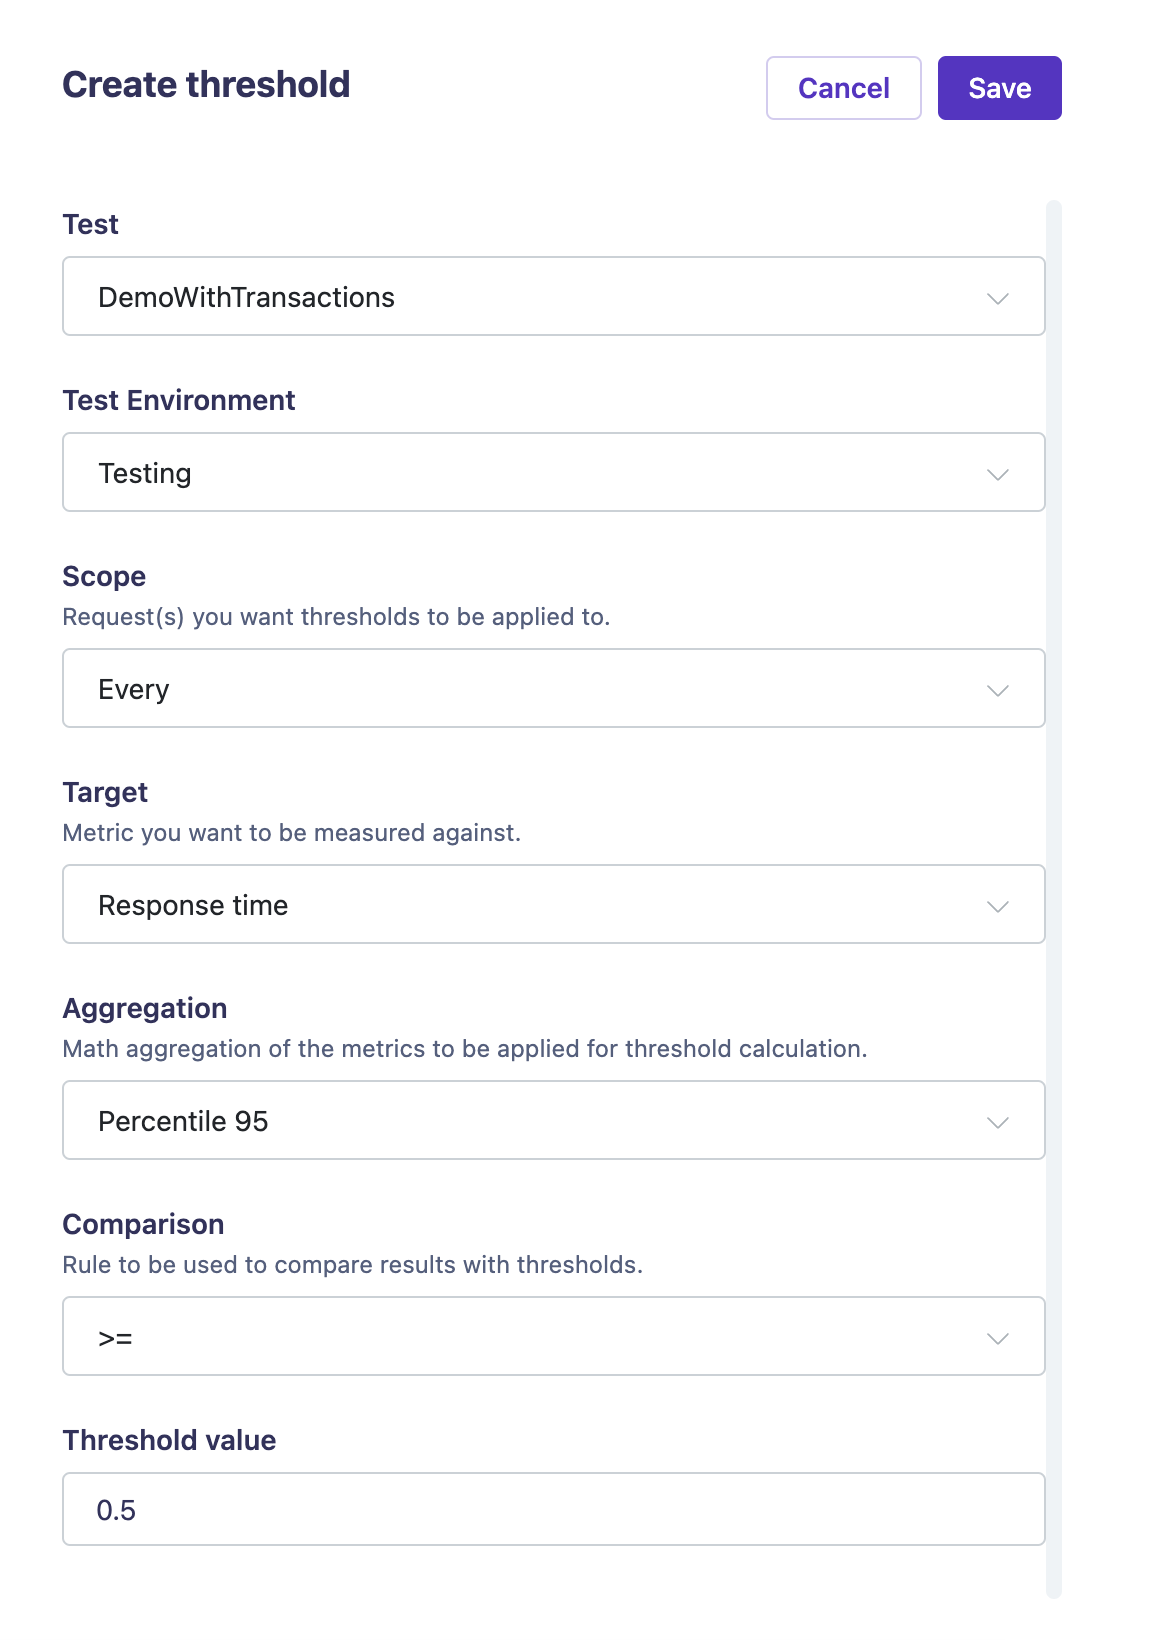 Create threshold
Cancel
Save
Test
DemoWithTransactions
Test Environment
Testing
Scope
Request(s) you want thresholds to be applied to.
Every
Target
Metric you want to be measured against.
Response time
Aggregation
Math aggregation of the metrics to be applied for threshold calculation.
Percentile 95
Comparison
Rule to be used to compare results with thresholds.
>=
Threshold value
0.5